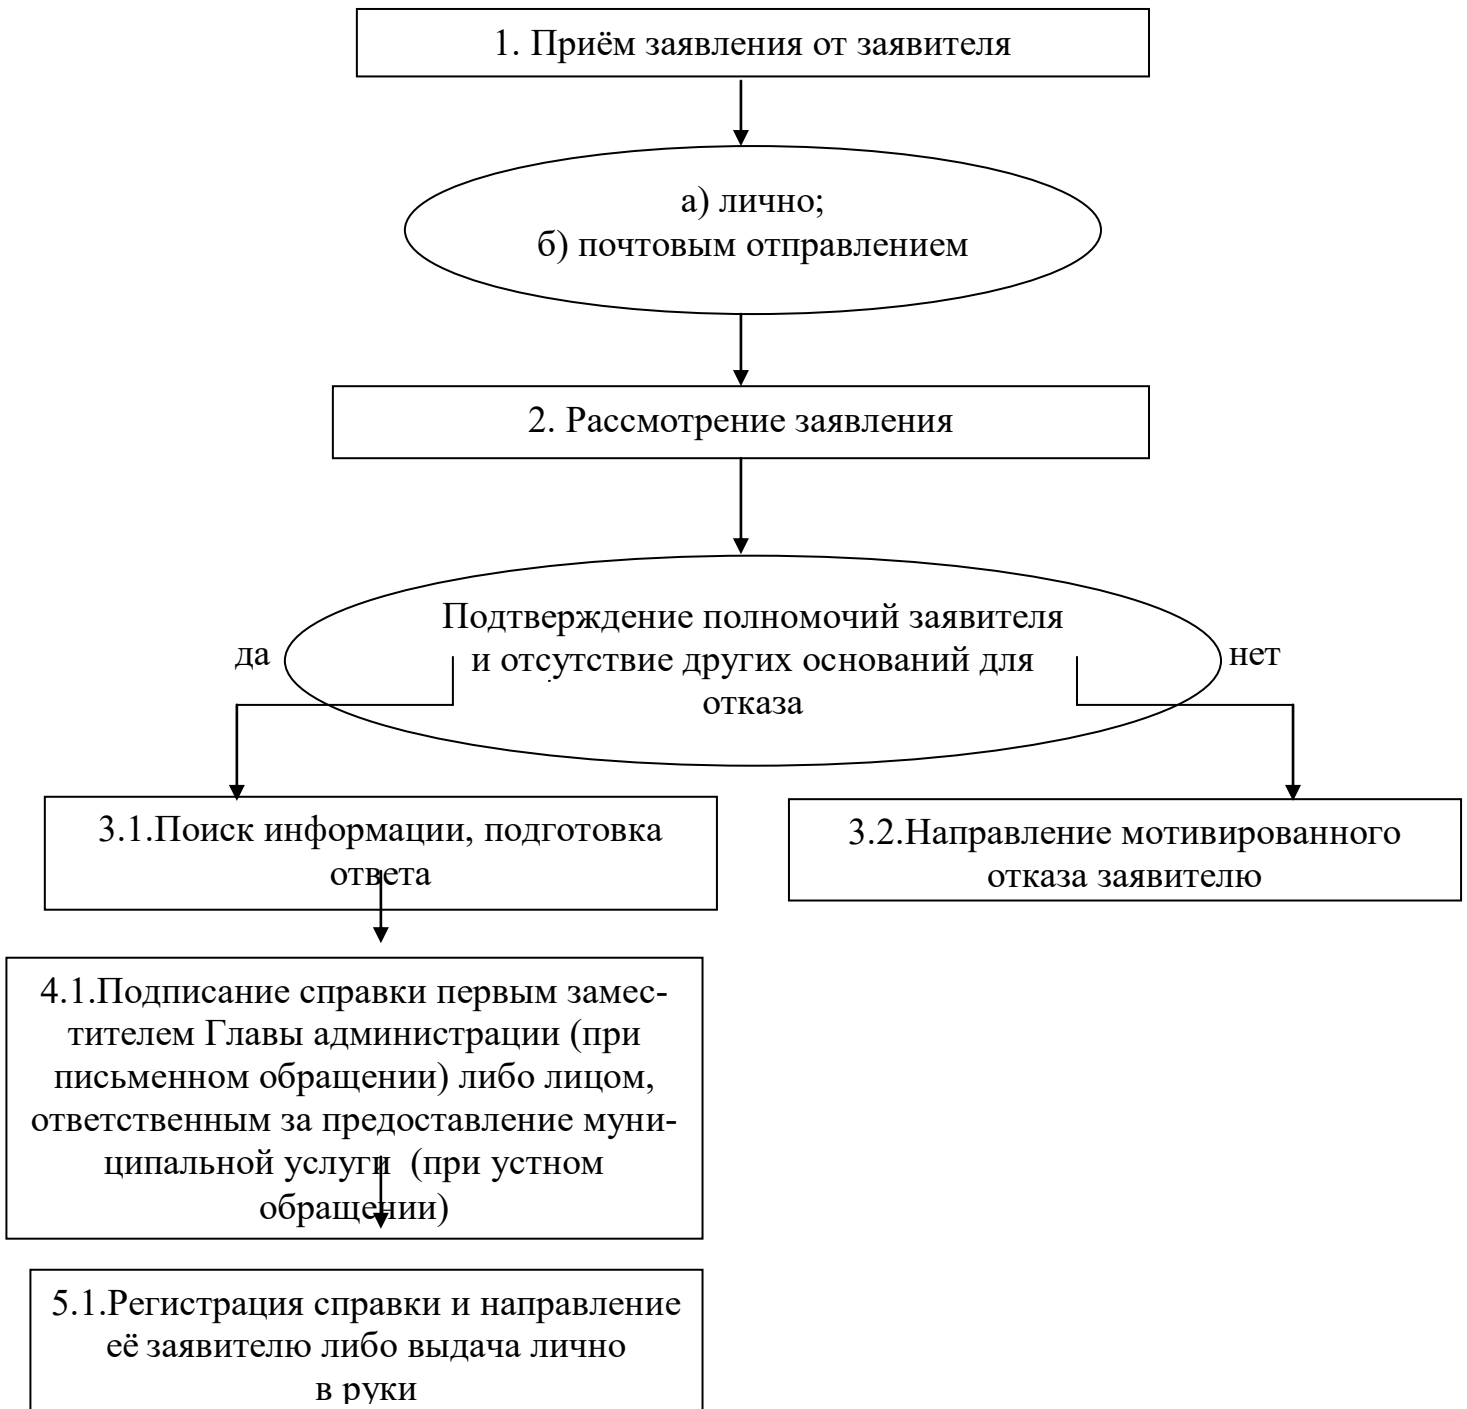 1. Приём заявления от заявителя
а) лично;
б) почтовым отправлением
2. Рассмотрение заявления
Подтверждение полномочий заявителя
и отсутствие других оснований для
отказа
да
нет
3.1.Поиск информации, подготовка
ответа
3.2.Направление мотивированного
отказа заявителю
4.1.Подписание справки первым замес-
тителем Главы администрации (при
письменном обращении) либо лицом,
ответственным за предоставление муни-
ципальной услуги (при устном
обращении)
5.1.Регистрация справки и направление
её заявителю либо выдача лично
в руки